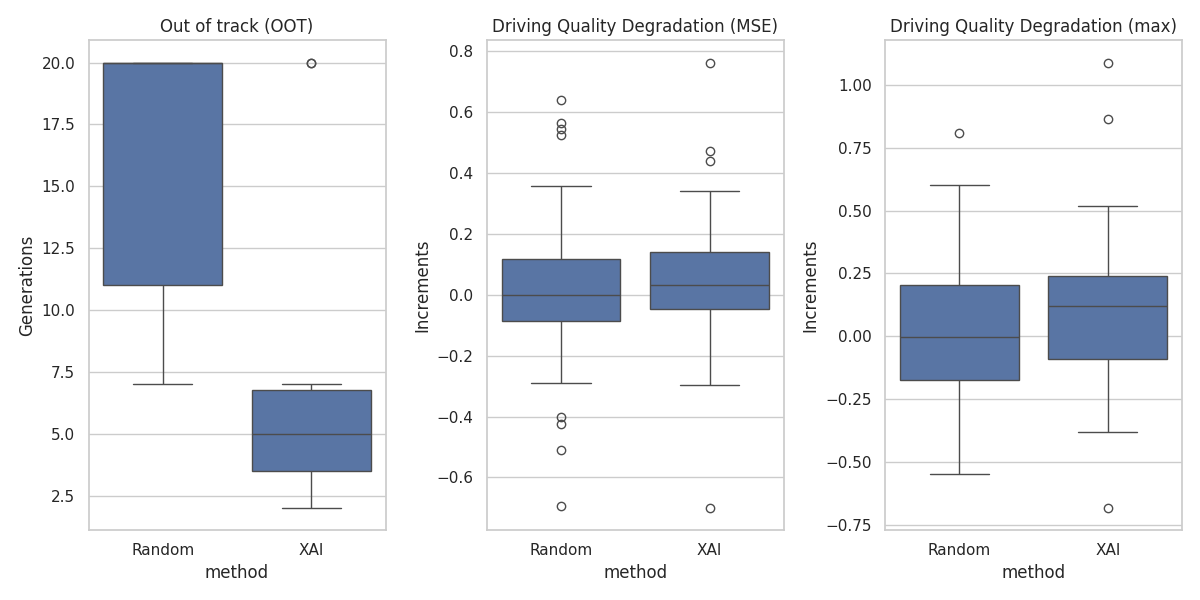 Out of track (OOT)
Generations
20.0
17.5
15.0
12.5
10.0
7.5
5.0
2.5
Random
XAI
method
Driving Quality Degradation (MSE)
Increments
0.8
0.6
0.4
0.2
0.0
−0.2
−0.4
−0.6
Random
XAI
method
Driving Quality Degradation (max)
Increments
1.00
0.75
0.50
0.25
0.00
−0.25
−0.50
−0.75
Random
XAI
method